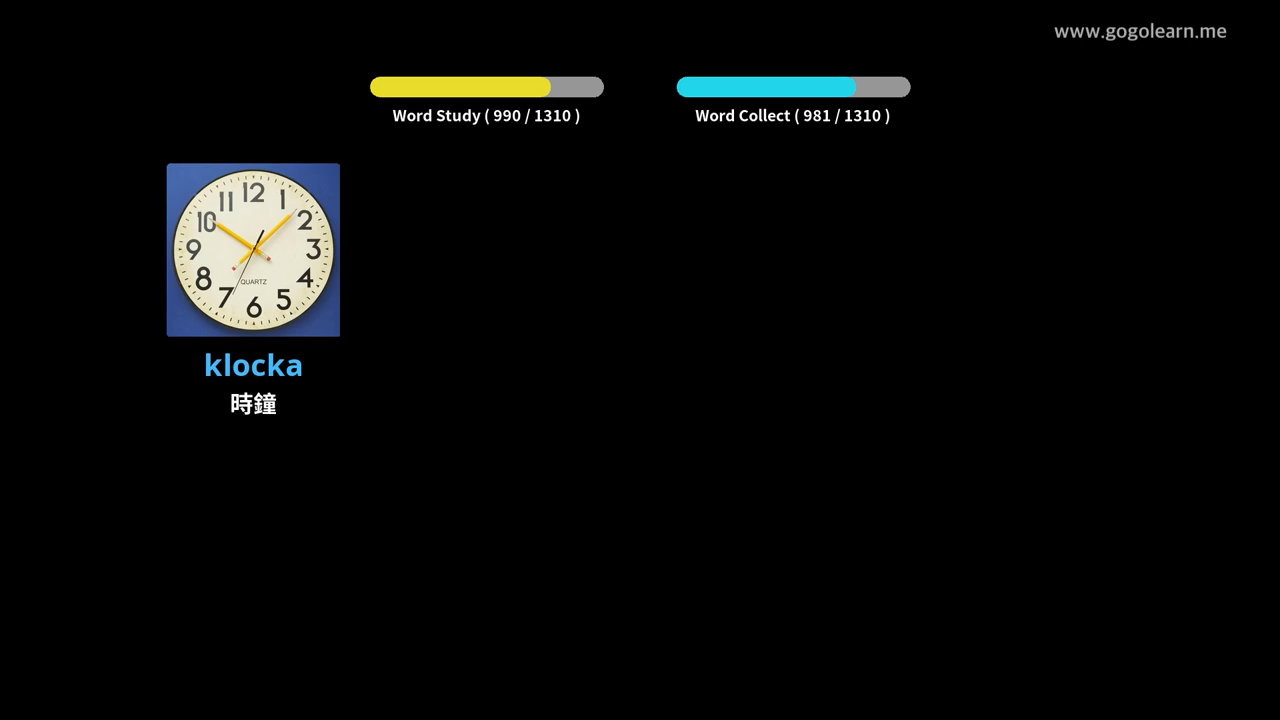 www.gogolearn.me
Word Study ( 990 / 1310 )
Word Collect ( 981 / 1310 )
12
1
2
3
4
5
6
7
8
9
10
11
QUARTZ
klocka
時鐘